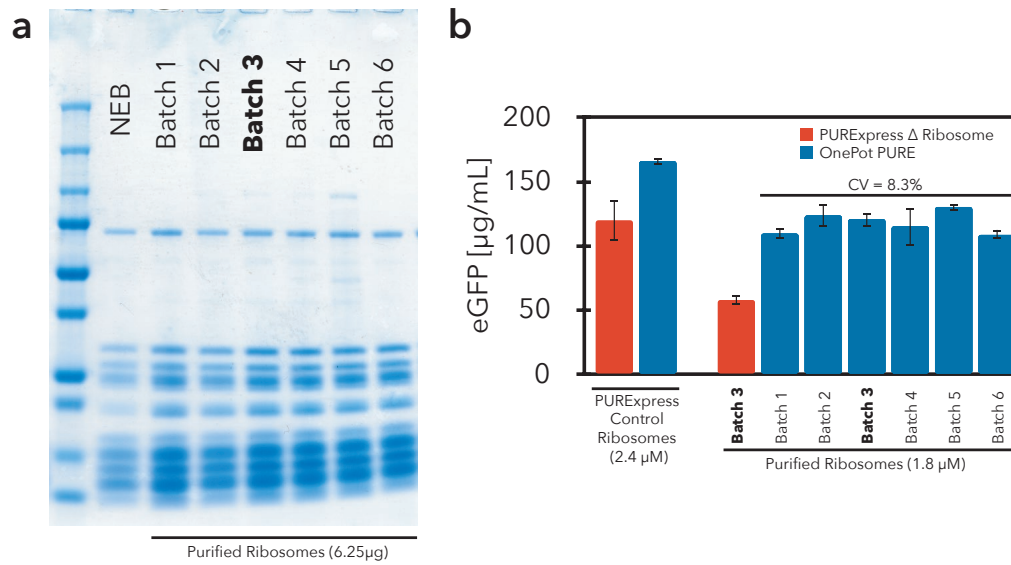 a
NEB
Batch 1
Batch 2
Batch 3
Batch 4
Batch 5
Batch 6
Purified Ribosomes (6.25µg)
b
eGFP [µg/mL]
200
150
100
50
0
PURExpress Δ Ribosome
OnePot PURE
CV = 8.3%
PURExpress
Control
Ribosomes
(2.4 µM)
Batch 3
Batch 1
Batch 2
Batch 3
Batch 4
Batch 5
Batch 6
Purified Ribosomes (1.8 µM)